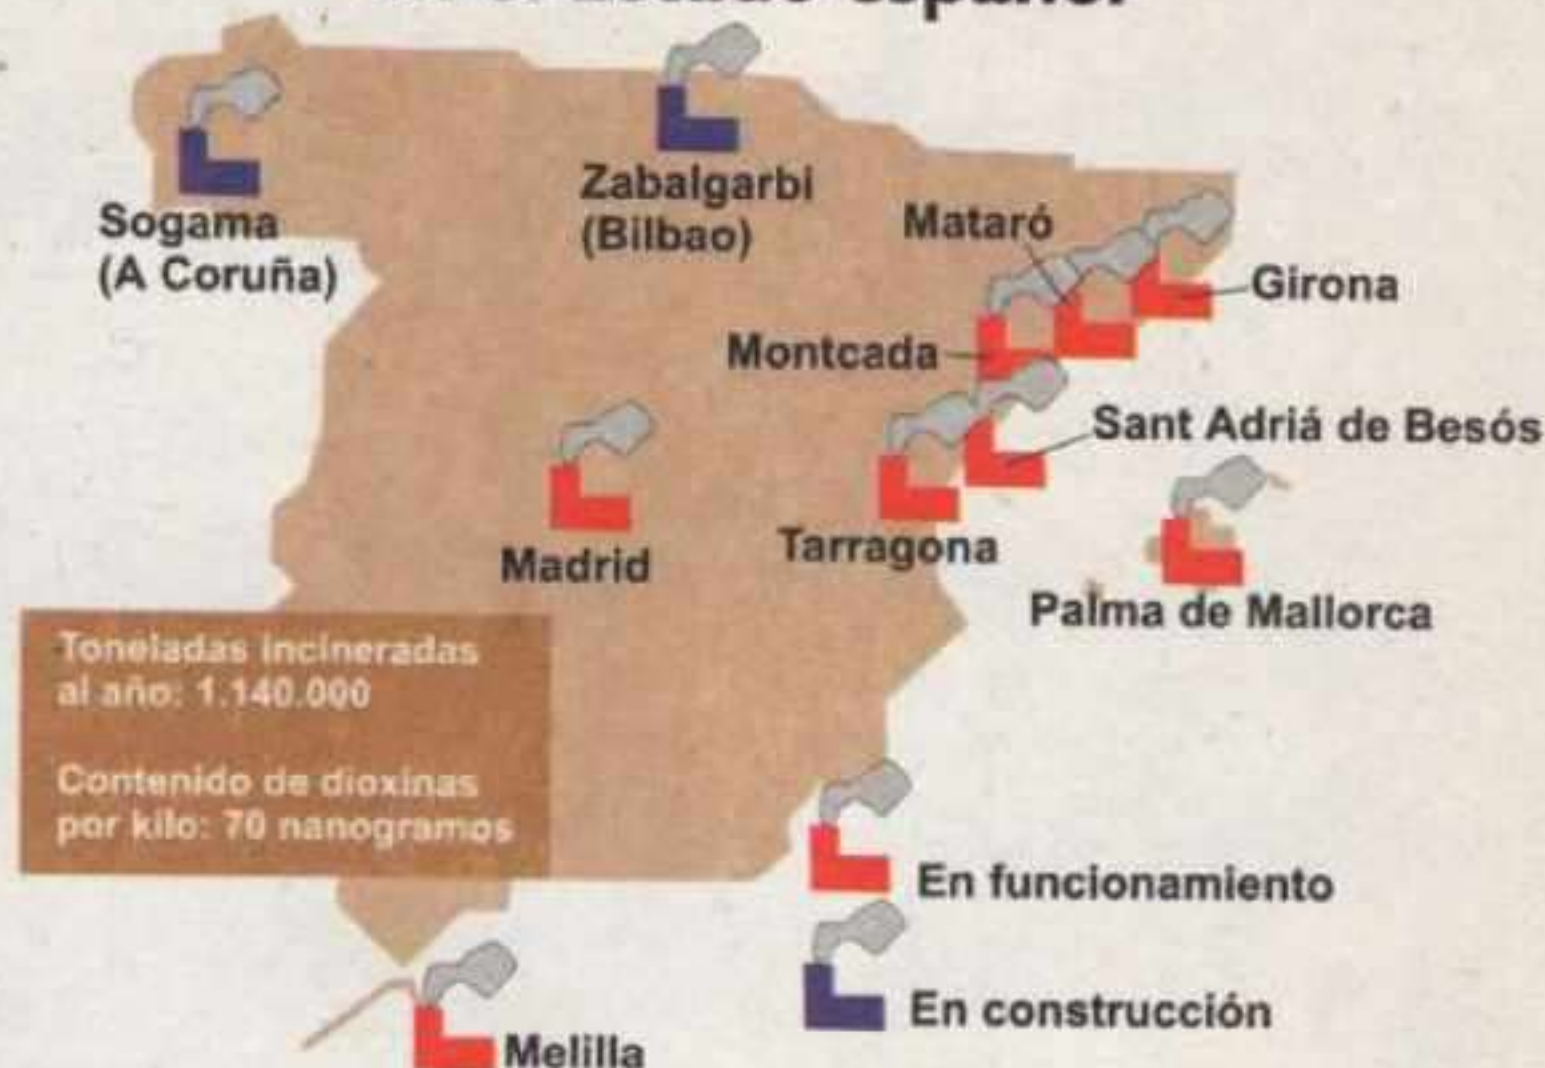 Sogama
(A Coruña)
Zabalgarbi
(Bilbao)
Mataró
Girona
Montcada
Sant Adriá de Besós
Madrid
Tarragona
Palma de Mallorca
Toneladas incineradas
al año: 1.140.000
Contenido de dioxinas
por kilo: 70 nanogramos
En funcionamiento
En construcción
Melilla